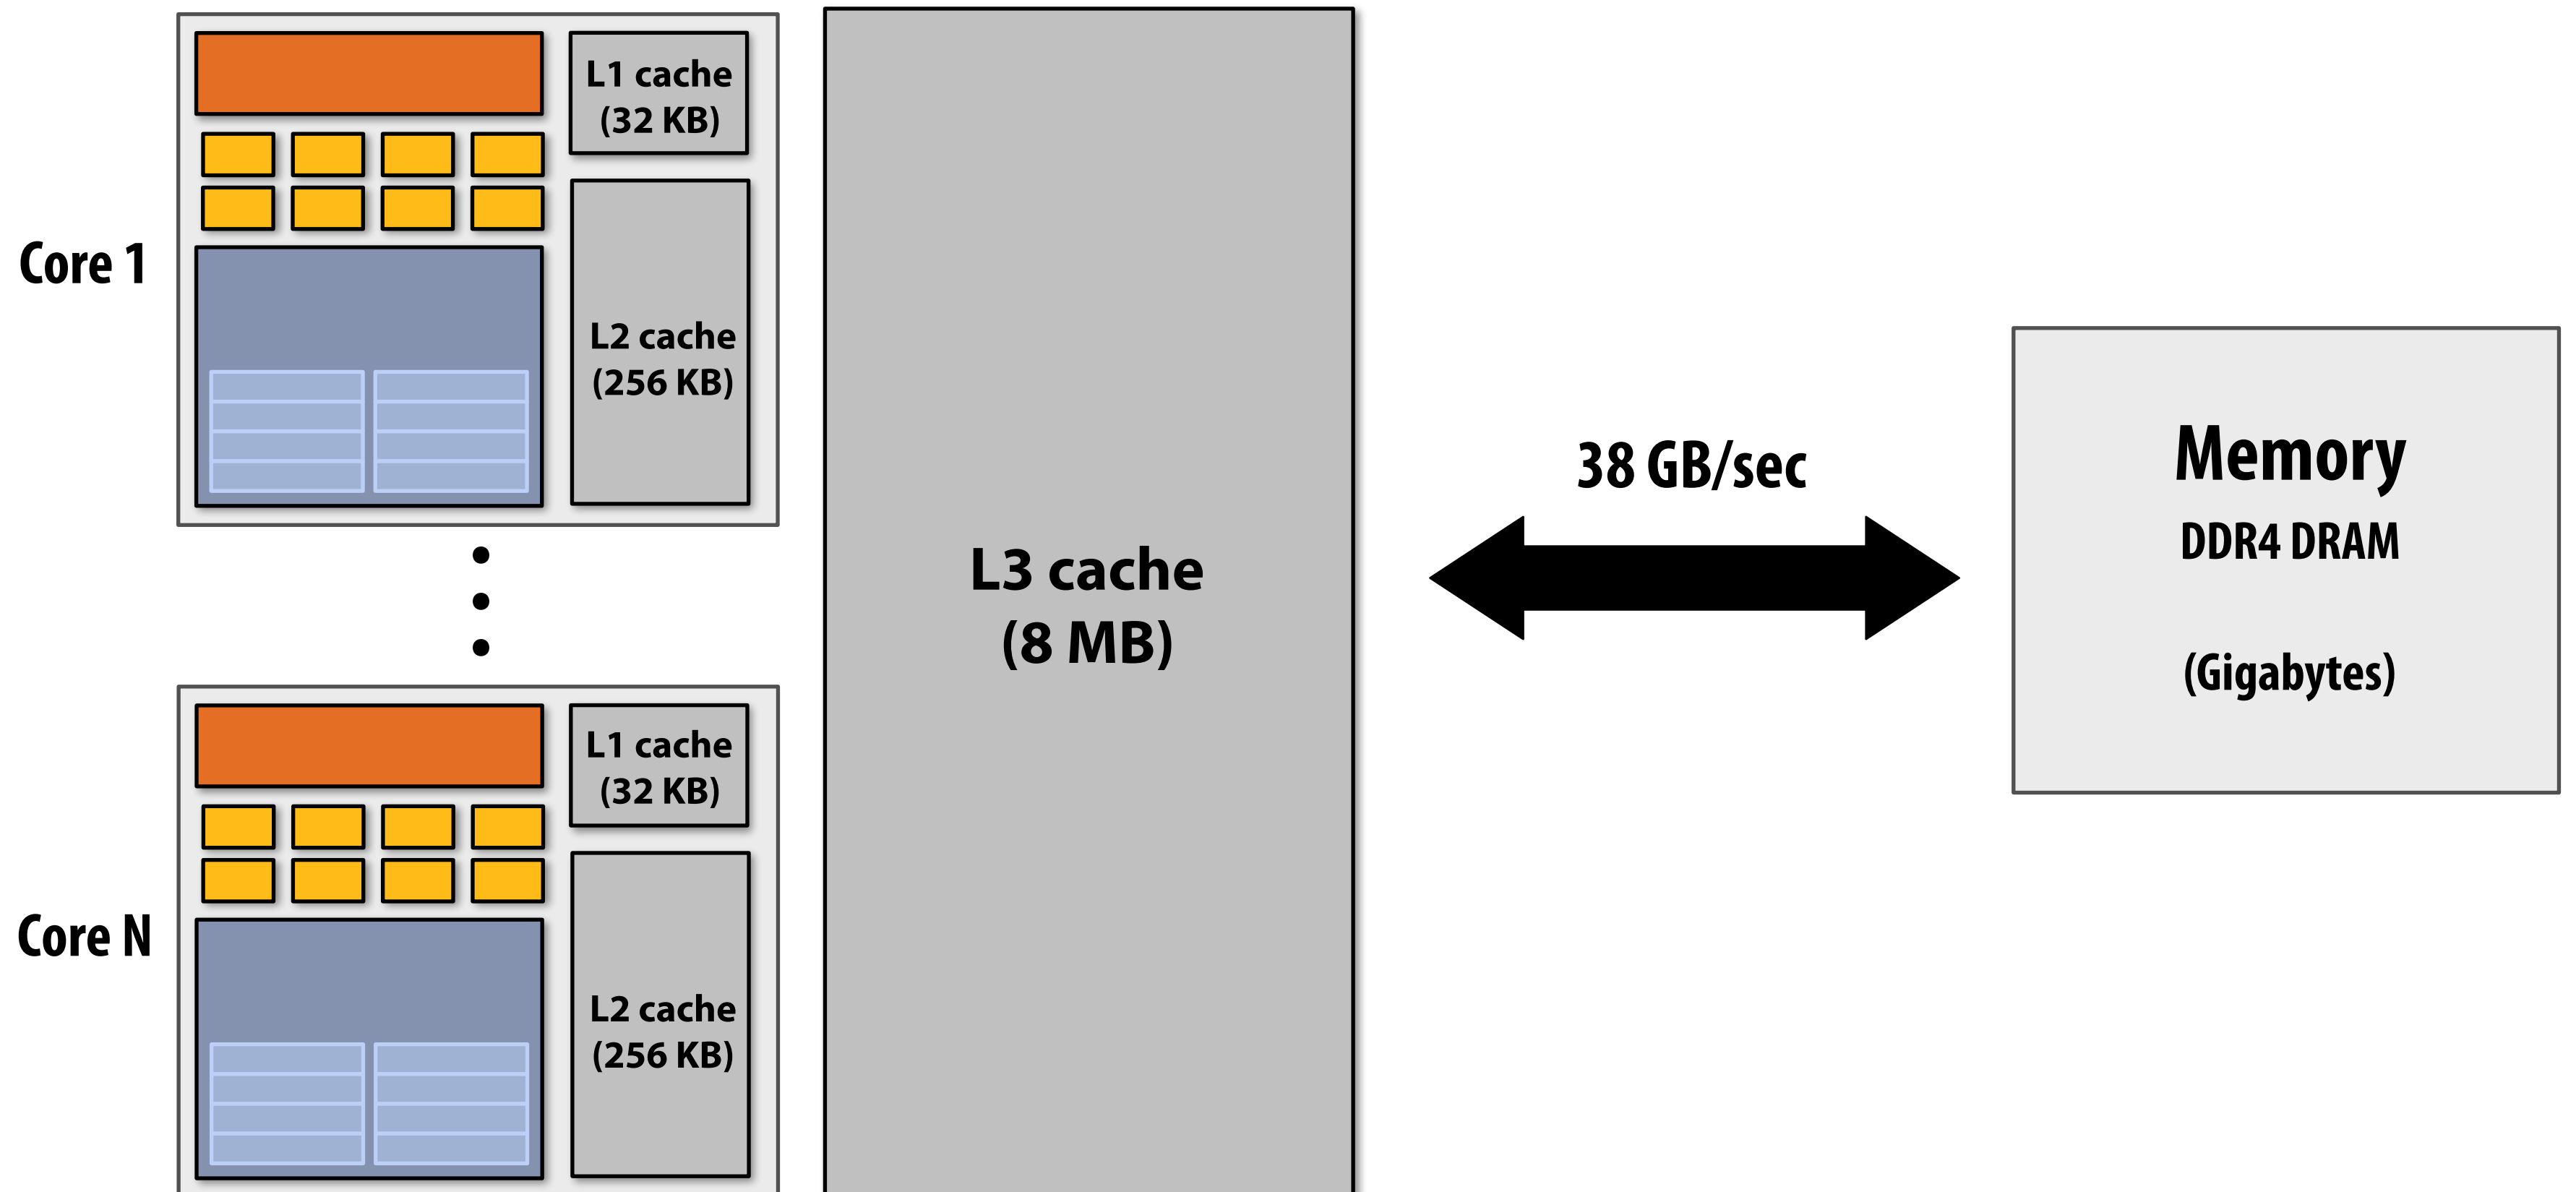 Core 1
L1 cache
(32 KB)
L2 cache
(256 KB)
Core N
L1 cache
(32 KB)
L2 cache
(256 KB)
L3 cache
(8 MB)
38 GB/sec
Memory
DDR4 DRAM
(Gigabytes)